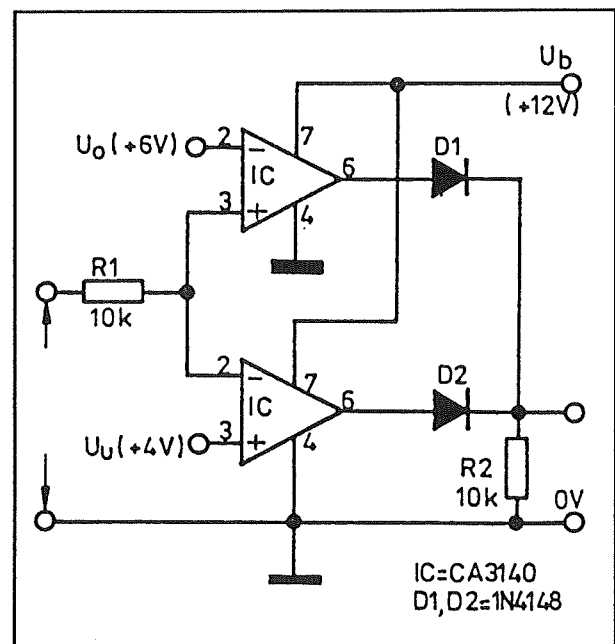 Ub
(+12V)
Uo (+6V)
2
−
7
IC
3
+
4
6
D1
R1
10k
2
−
7
IC
6
D2
Uu (+4V)
3
+
4
R2
10k
0V
IC=CA3140
D1,D2=1N4148